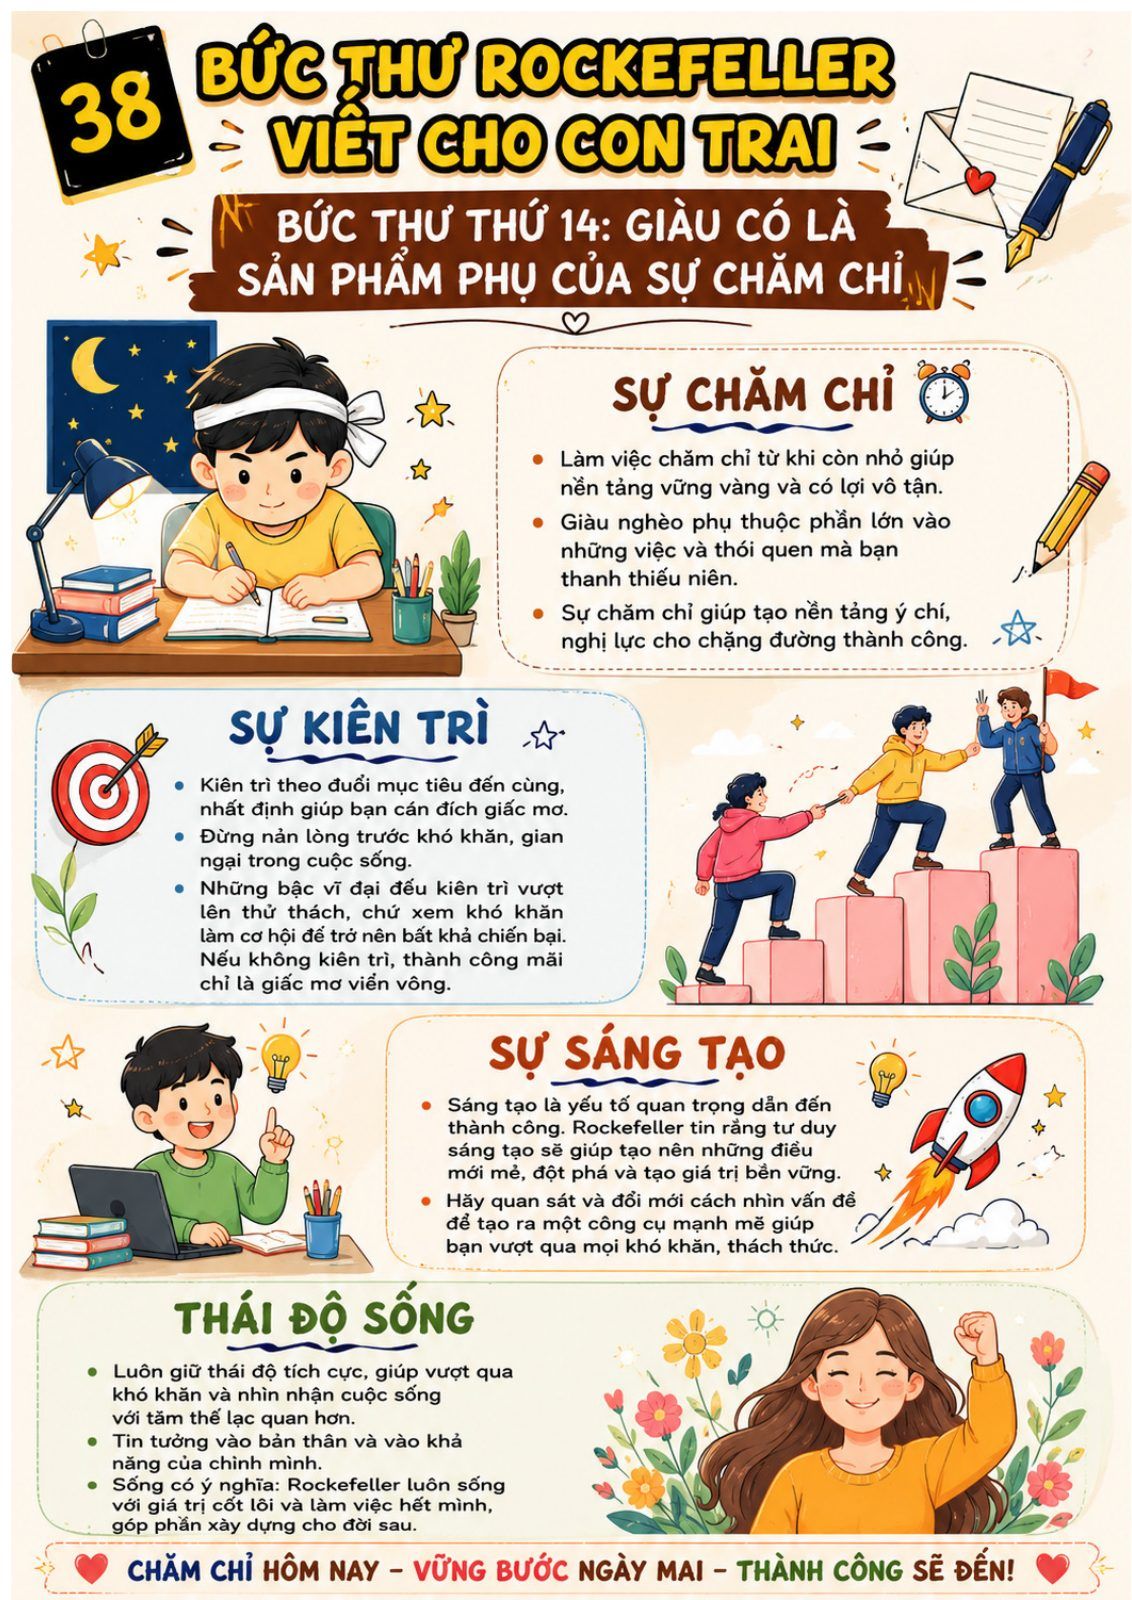 38
BỨC THƯ ROCKEFELLER
VIẾT CHO CON TRAI
BỨC THƯ THỨ 14: GIÀU CÓ LÀ
SẢN PHẨM PHỤ CỦA SỰ CHĂM CHỈ
SỰ CHĂM CHỈ
• Làm việc chăm chỉ từ khi còn nhỏ giúp
nền tảng vững vàng và có lợi vô tận.
• Giàu nghèo phụ thuộc phần lớn vào
những việc và thói quen mà bạn
thanh thiếu niên.
• Sự chăm chỉ giúp tạo nền tảng ý chí,
nghị lực cho chặng đường thành công.
SỰ KIÊN TRÌ
• Kiên trì theo đuổi mục tiêu đến cùng,
nhất định giúp bạn cán đích giấc mơ.
• Đừng nản lòng trước khó khăn, gian
ngại trong cuộc sống.
• Những bậc vĩ đại đều kiên trì vượt
lên thử thách, chứ xem khó khăn
làm cơ hội để trở nên bất khả chiến bại.
Nếu không kiên trì, thành công mãi
chỉ là giấc mơ viển vông.
SỰ SÁNG TẠO
• Sáng tạo là yếu tố quan trọng dẫn đến
thành công. Rockefeller tin rằng tư duy
sáng tạo sẽ giúp tạo nên những điều
mới mẻ, đột phá và tạo giá trị bền vững.
• Hãy quan sát và đổi mới cách nhìn vấn đề
để tạo ra một công cụ mạnh mẽ giúp
bạn vượt qua mọi khó khăn, thách thức.
THÁI ĐỘ SỐNG
• Luôn giữ thái độ tích cực, giúp vượt qua
khó khăn và nhìn nhận cuộc sống
với tăm thế lạc quan hơn.
• Tin tưởng vào bản thân và vào khả
năng của chình mình.
• Sống có ý nghĩa: Rockefeller luôn sống
với giá trị cốt lõi và làm việc hết mình,
góp phần xày dựng cho đời sau.
CHĂM CHỈ HÔM NAY – VỮNG BƯỚC NGÀY MAI – THÀNH CÔNG SẼ ĐẾN!